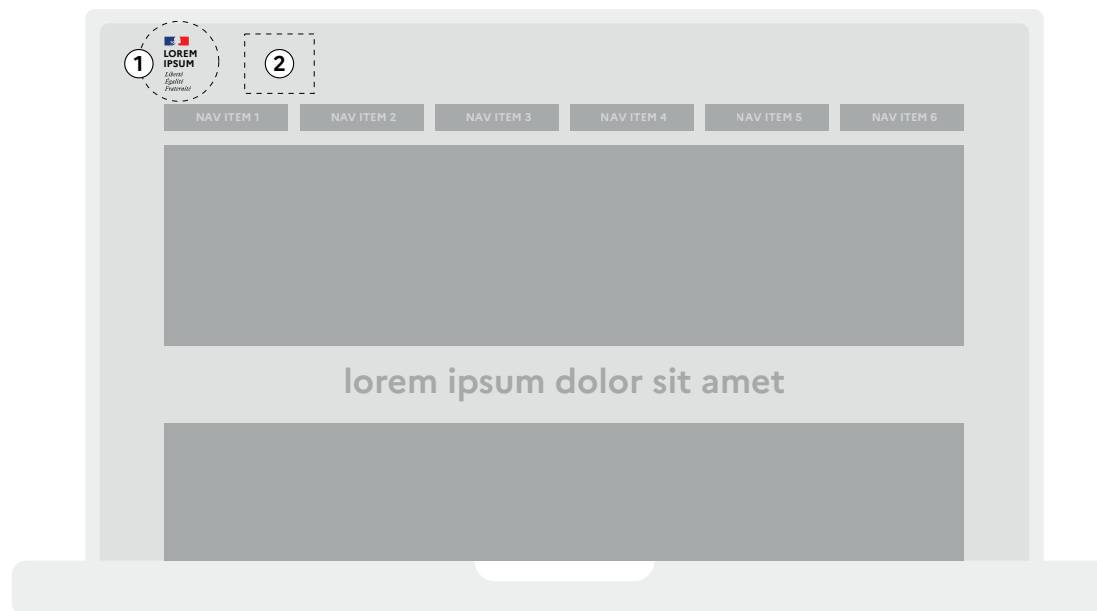 1
LOREM
IPSUM
Liberté
Égalité
Fraternité
2
NAV ITEM 1
NAV ITEM 2
NAV ITEM 3
NAV ITEM 4
NAV ITEM 5
NAV ITEM 6
lorem ipsum dolor sit amet